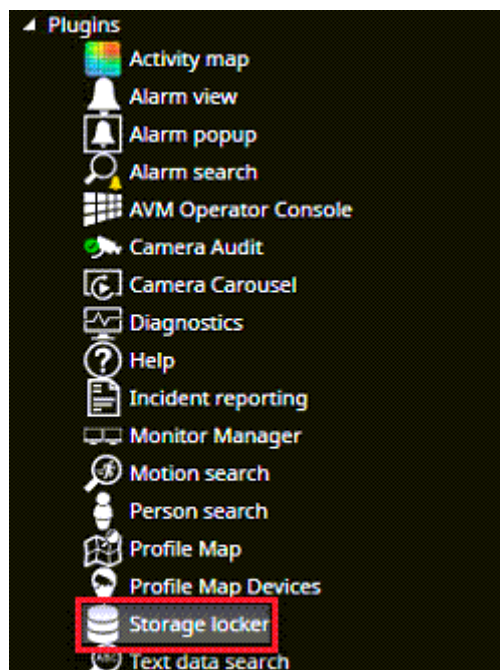 Plugins
Activity map
Alarm view
Alarm popup
Alarm search
AVM Operator Console
Camera Audit
Camera Carousel
Diagnostics
Help
Incident reporting
Monitor Manager
Motion search
Person search
Profile Map
Profile Map Devices
Storage locker
ABC Text data search